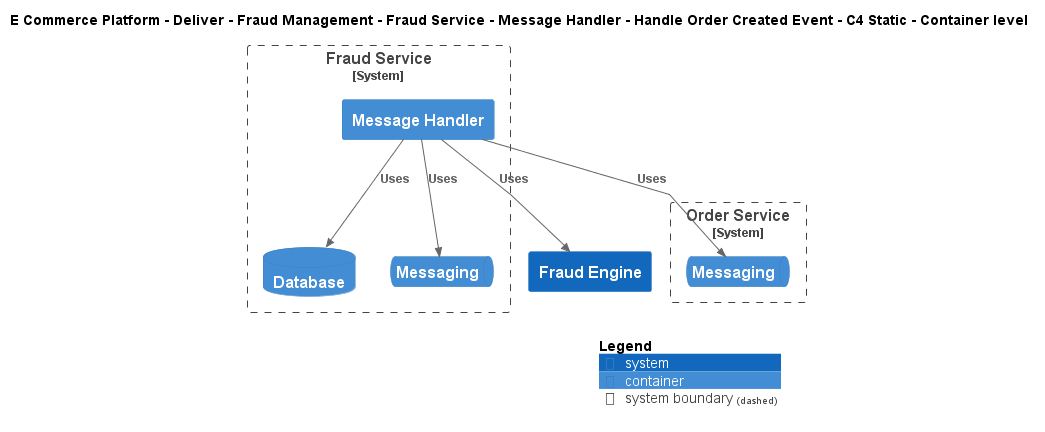 E Commerce Platform - Deliver - Fraud Management - Fraud Service - Message Handler - Handle Order Created Event - C4 Static - Container level
Fraud Service
[System]
Message Handler
Uses
Uses
Uses
Uses
Order Service
[System]
Database
Messaging
Fraud Engine
Messaging
Legend
system
container
system boundary (dashed)